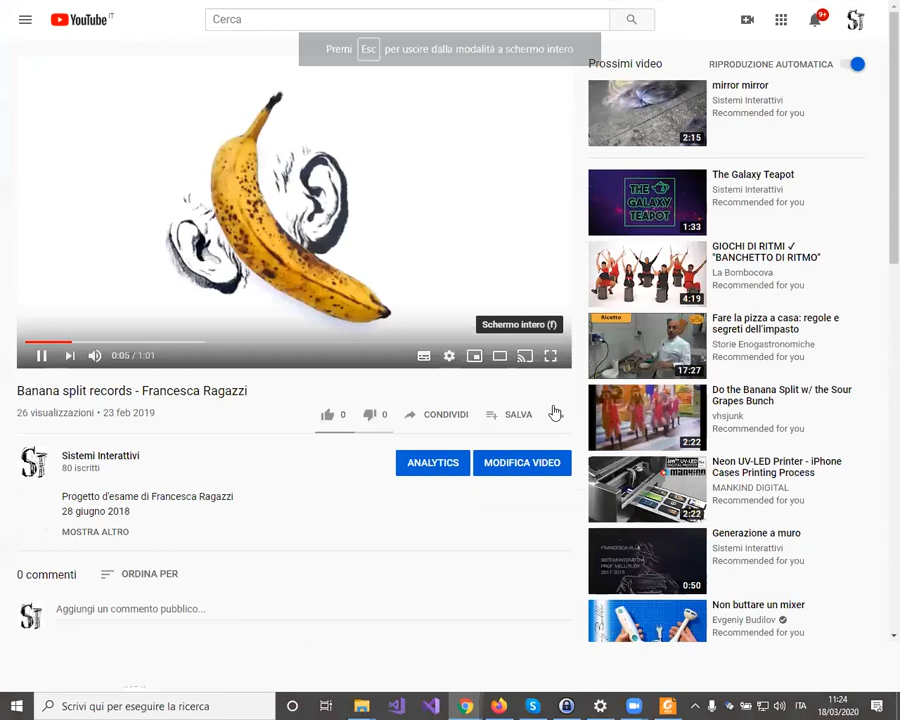 YouTube IT
Cerca
9+
Premi Esc per uscire dalla modalità a schermo intero
Schermo intero (f)
0:05 / 1:01
Banana split records - Francesca Ragazzi
26 visualizzazioni • 23 feb 2019
0
0
CONDIVIDI
SALVA
Sistemi Interattivi
80 iscritti
ANALYTICS
MODIFICA VIDEO
Progetto d'esame di Francesca Ragazzi
28 giugno 2018
MOSTRA ALTRO
0 commenti
ORDINA PER
Aggiungi un commento pubblico...
Prossimi video
RIPRODUZIONE AUTOMATICA
2:15
mirror mirror
Sistemi Interattivi
Recommended for you
THE
GALAXY
TEAPOT
1:33
The Galaxy Teapot
Sistemi Interattivi
Recommended for you
4:19
GIOCHI DI RITMI ✓
"BANCHETTO DI RITMO"
La Bombocova
Recommended for you
Ricette
17:27
Fare la pizza a casa: regole e
segreti dell'impasto
Storie Enogastronomiche
Recommended for you
2:22
Do the Banana Split w/ the Sour
Grapes Bunch
vhsjunk
Recommended for you
2:22
Neon UV-LED Printer - iPhone
Cases Printing Process
MANKIND DIGITAL
Recommended for you
FRANCESCA VILLA
0:50
Generazione a muro
Sistemi Interattivi
Recommended for you
Non buttare un mixer
Evgeniy Budilov
Recommended for you
Scrivi qui per eseguire la ricerca
ITA
11:24
18/03/2020